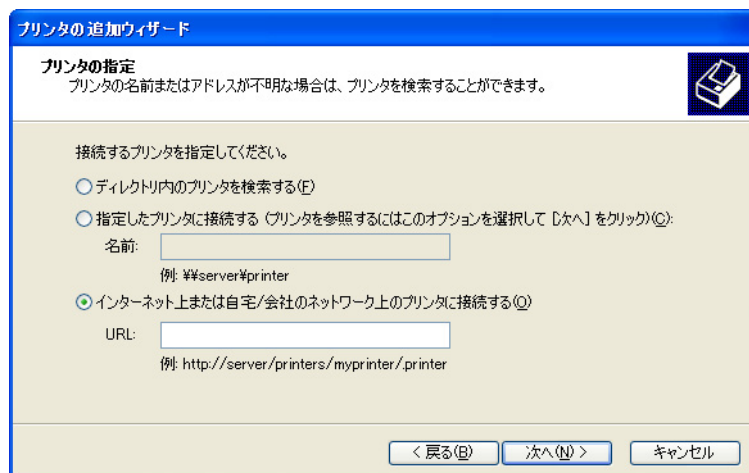 プリンタの追加ウィザード
プリンタの指定
プリンタの名前またはアドレスが不明な場合は、プリンタを検索することができます。
接続するプリンタを指定してください。
ディレクトリ内のプリンタを検索する(F)
指定したプリンタに接続する (プリンタを参照するにはこのオプションを選択して [次へ] をクリック)(C):
名前:
例: ¥¥server¥printer
インターネット上または自宅/会社のネットワーク上のプリンタに接続する(O)
URL:
例: http://server/printers/myprinter/.printer
< 戻る(B) 次へ(N) > キャンセル